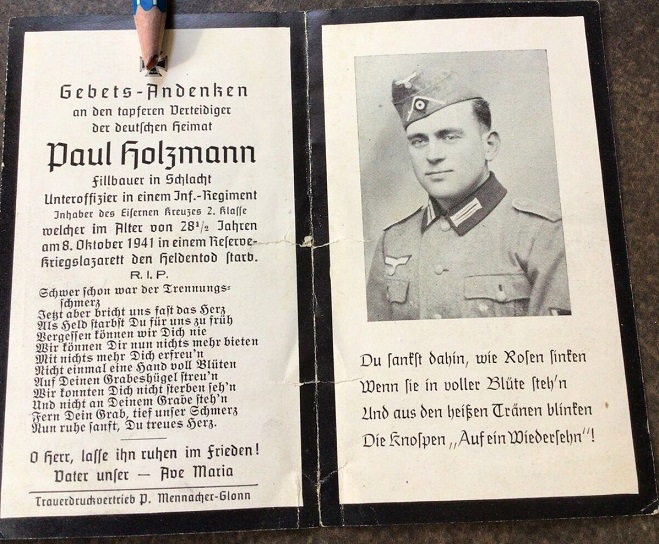 Gebets-Andenken
an den tapferen Verteidiger
der deutschen Heimat
Paul Holzmann
Fillbauer in Schlacht
Unteroffizier in einem Inf.-Regiment
Inhaber des Eisernen Kreuzes 2. Klasse
welcher im Alter von 28½ Jahren
am 8. Oktober 1941 in einem Reserve-
Kriegslazarett den Heldentod starb.
R. I. P.
Schwer schon war der Trennungs-
schmerz
Jetzt aber bricht uns fast das Herz
Als Held starbst Du für uns zu früh
Vergessen können wir Dich nie
Wir können Dir nun nichts mehr bieten
Mit nichts mehr Dich erfreu'n
Nicht einmal eine Hand voll Blüten
Auf Deinen Grabeshügel streu'n
Wir konnten Dich nicht sterben seh'n
Und nicht an Deinem Grabe steh'n
Fern Dein Grab, tief unser Schmerz
Nun ruhe sanft, Du treues Herz.
O Herr, lasse ihn ruhen im Frieden!
Vater unser — Ave Maria
Trauerdruckvertrieb P. Mennacher-Glonn
Du sankst dahin, wie Rosen sinken
Wenn sie in voller Blüte steh'n
Und aus den heißen Tränen blinken
Die Knospen „Auf ein Wiedersehn"!